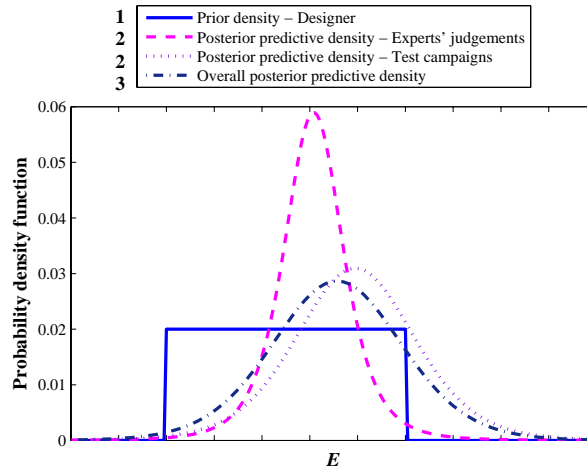 1 Prior density – Designer
2 Posterior predictive density – Experts' judgements
2 Posterior predictive density – Test campaigns
3 Overall posterior predictive density
0.06
0.05
0.04
0.03
0.02
0.01
0
Probability density function
E